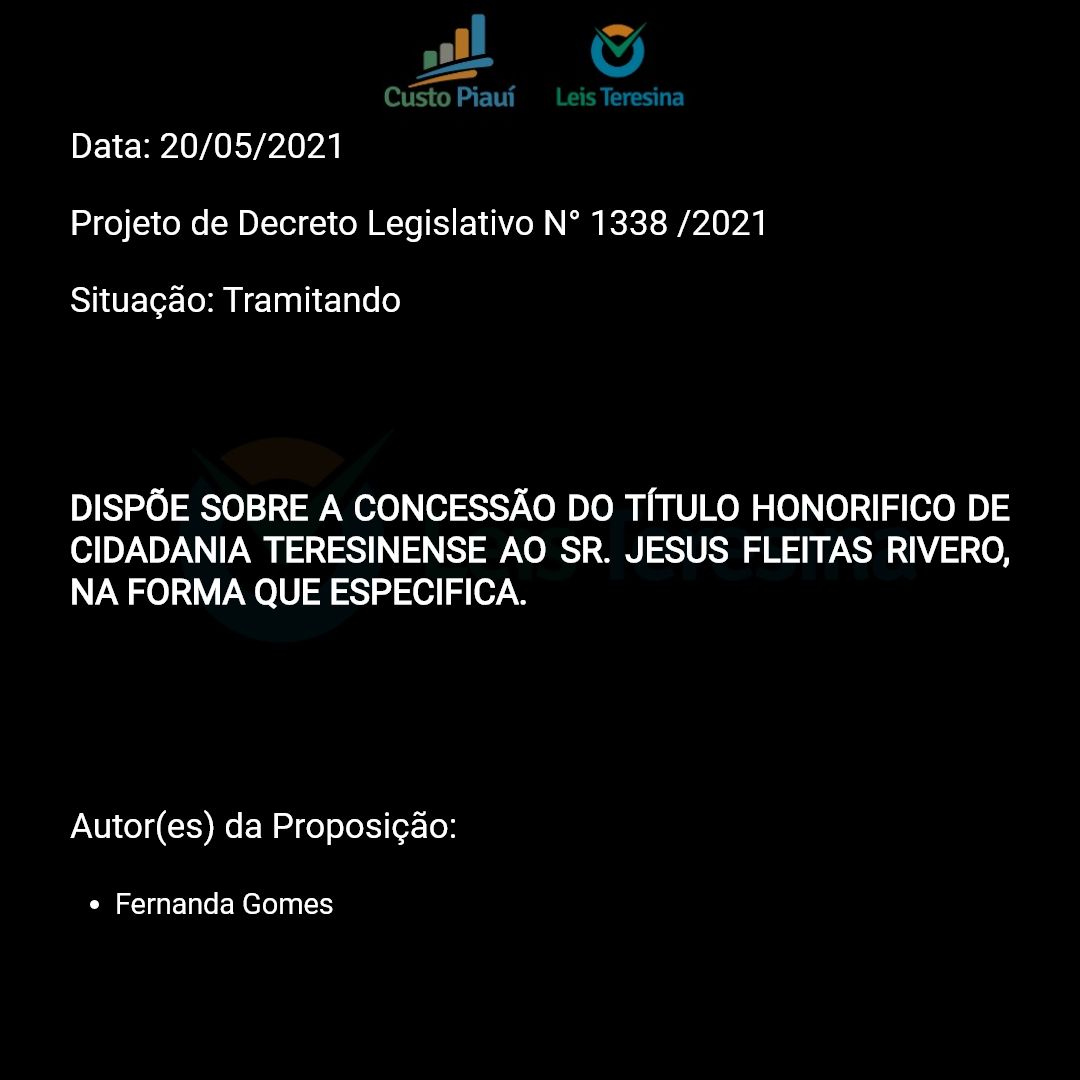 Custo Piauí Leis Teresina
Data: 20/05/2021
Projeto de Decreto Legislativo N° 1338 /2021
Situação: Tramitando
DISPÕE SOBRE A CONCESSÃO DO TÍTULO HONORIFICO DE
CIDADANIA TERESINENSE AO SR. JESUS FLEITAS RIVERO,
NA FORMA QUE ESPECIFICA.
Leis Teresina
Autor(es) da Proposição:
• Fernanda Gomes